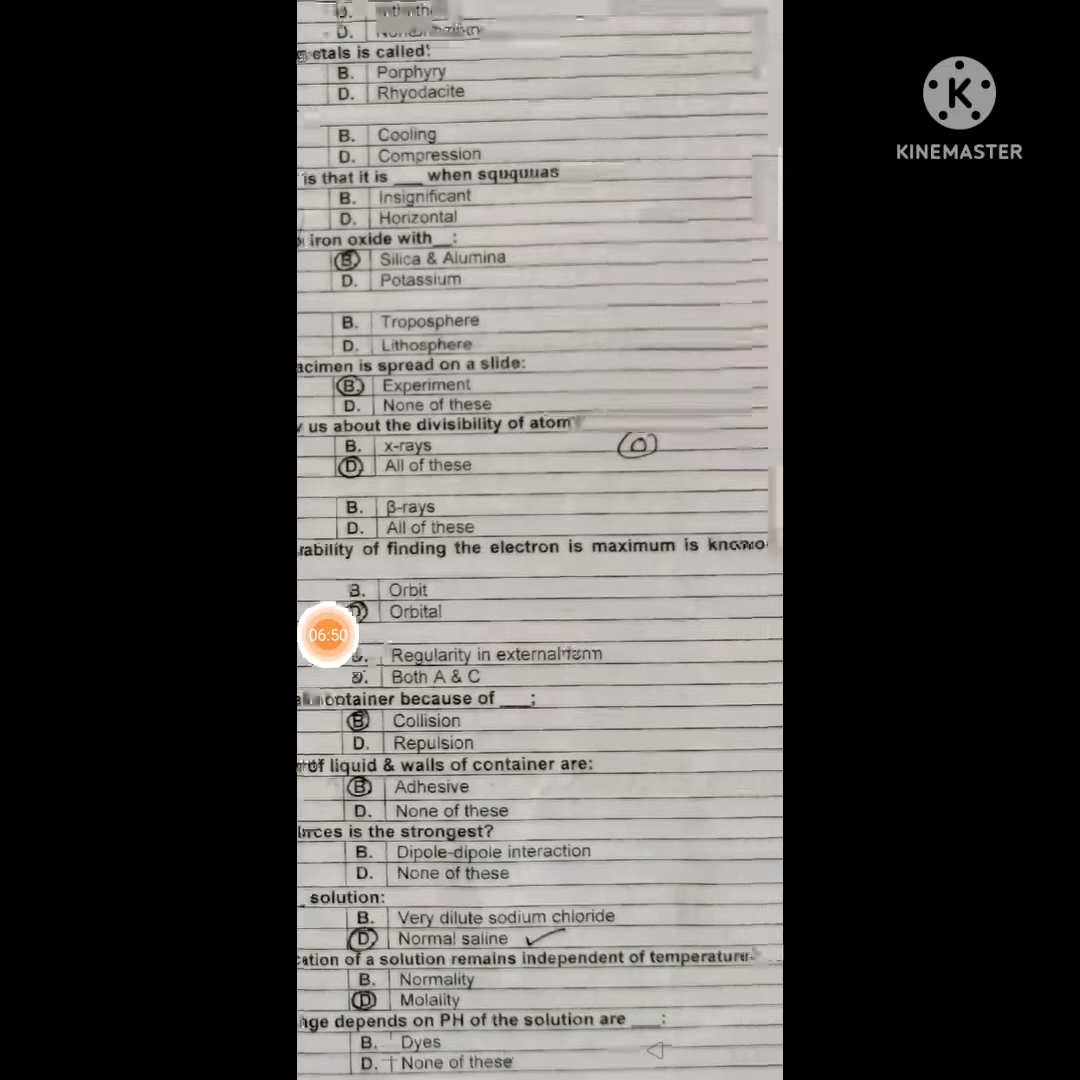 etals is called:
B. Porphyry
D. Rhyodacite
B. Cooling
D. Compression
is that it is ___ when
B. Insignificant
D. Horizontal
iron oxide with__:
B. Silica & Alumina
D. Potassium
B. Troposphere
D. Lithosphere
acimen is spread on a slide:
B. Experiment
D. None of these
us about the divisibility of atom
B. x-rays
D. All of these
B. β-rays
D. All of these
ability of finding the electron is maximum is
B. Orbit
D Orbital
06:50
Regularity in external
Both A & C
container because of ___;
B Collision
D. Repulsion
of liquid & walls of container are:
B Adhesive
D. None of these
rces is the strongest?
B. Dipole-dipole interaction
D. None of these
_ solution:
B. Very dilute sodium chloride
D. Normal saline
ation of a solution remains independent of temperature
B. Normality
D Molality
nge depends on PH of the solution are ___:
B. Dyes
D. None of these
K
KINEMASTER